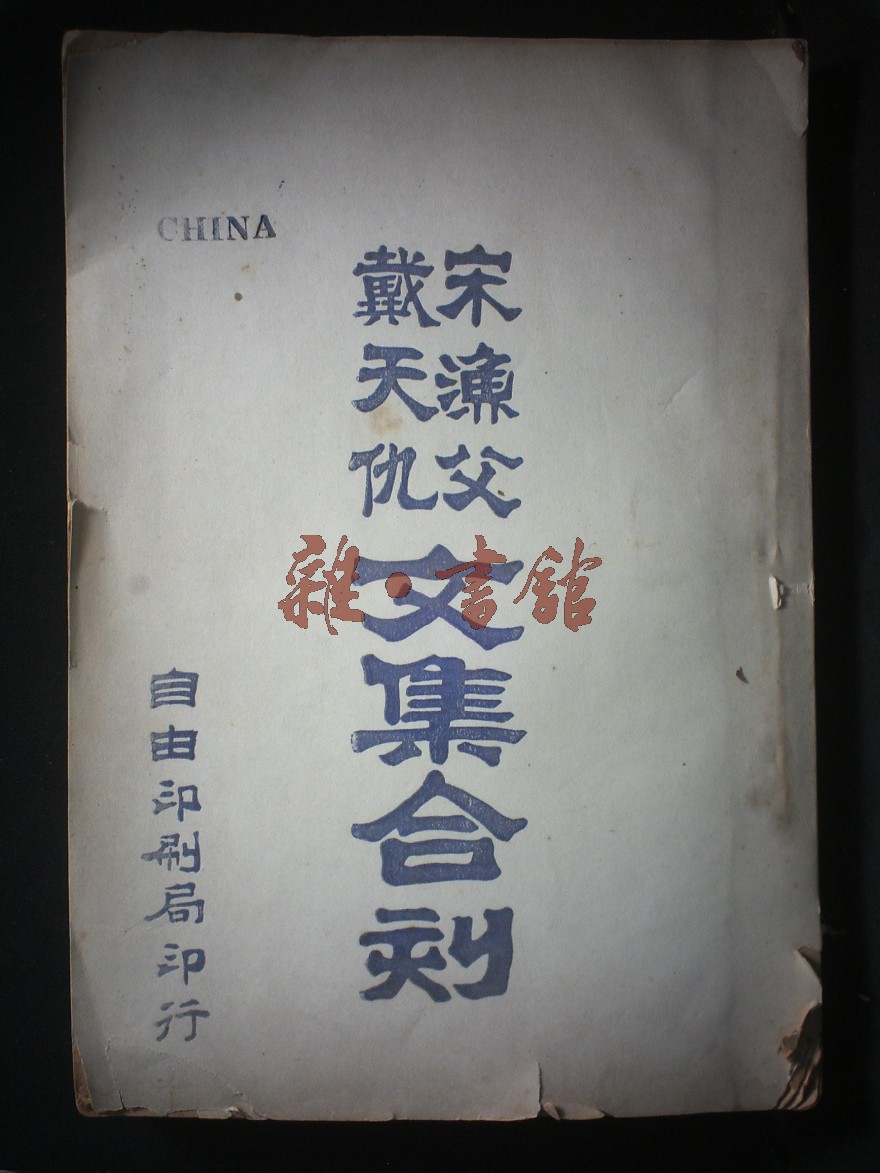 CHINA
宋漁父
戴天仇
文集合刻
自由印刷局印行
雜·書館